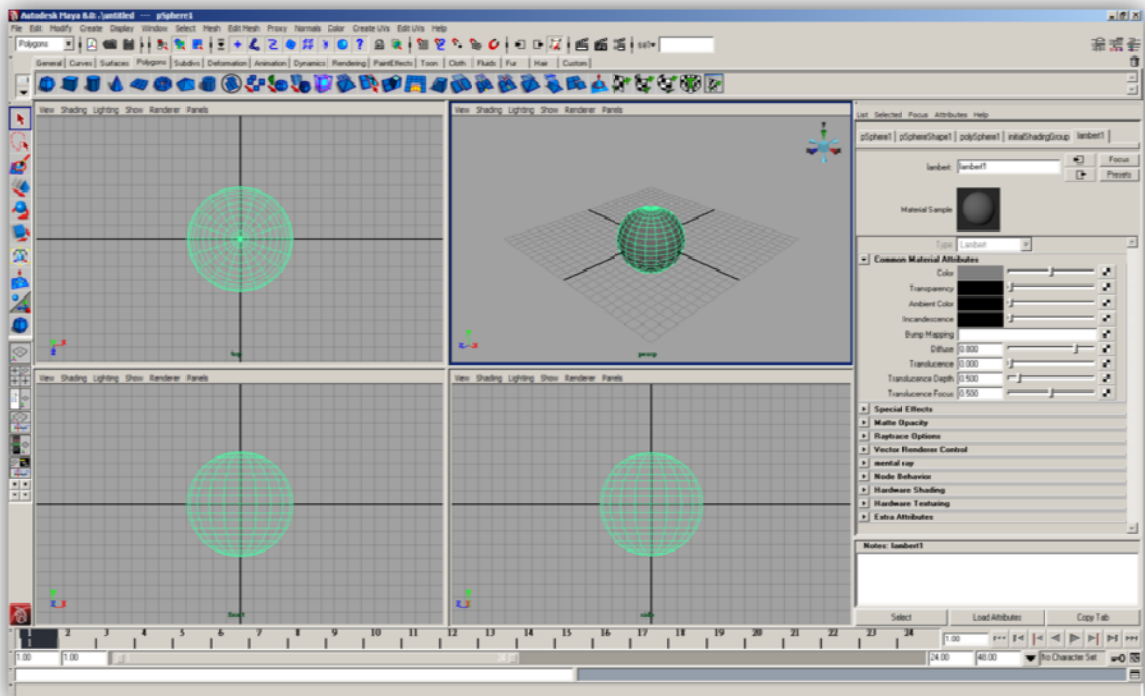 Autodesk Maya 8.0: .\untitled --- pSphere1
File Edit Modify Create Display Window Select Mesh Edit Mesh Proxy Normals Color Create UVs Edit UVs Help
Polygons
sel
General Curves Surfaces Polygons Subdivs Deformation Animation Dynamics Rendering PaintEffects Toon Cloth Fluids Fur Hair Custom
View Shading Lighting Show Renderer Panels
top
View Shading Lighting Show Renderer Panels
persp
View Shading Lighting Show Renderer Panels
front
View Shading Lighting Show Renderer Panels
side
List Selected Focus Attributes Help
pSphere1 pSphereShape1 polySphere1 initialShadingGroup lambert1
lambert: lambert1
Focus
Presets
Material Sample
Type Lambert
Common Material Attributes
Color
Transparency
Ambient Color
Incandescence
Bump Mapping
Diffuse 0.800
Translucence 0.000
Translucence Depth 0.500
Translucence Focus 0.500
Special Effects
Matte Opacity
Raytrace Options
Vector Renderer Control
mental ray
Node Behavior
Hardware Shading
Hardware Texturing
Extra Attributes
Notes: lambert1
Select Load Attributes Copy Tab
1 2 3 4 5 6 7 8 9 10 11 12 13 14 15 16 17 18 19 20 21 22 23 24
1
1.00
1.00 1.00 24.00 48.00 No Character Set